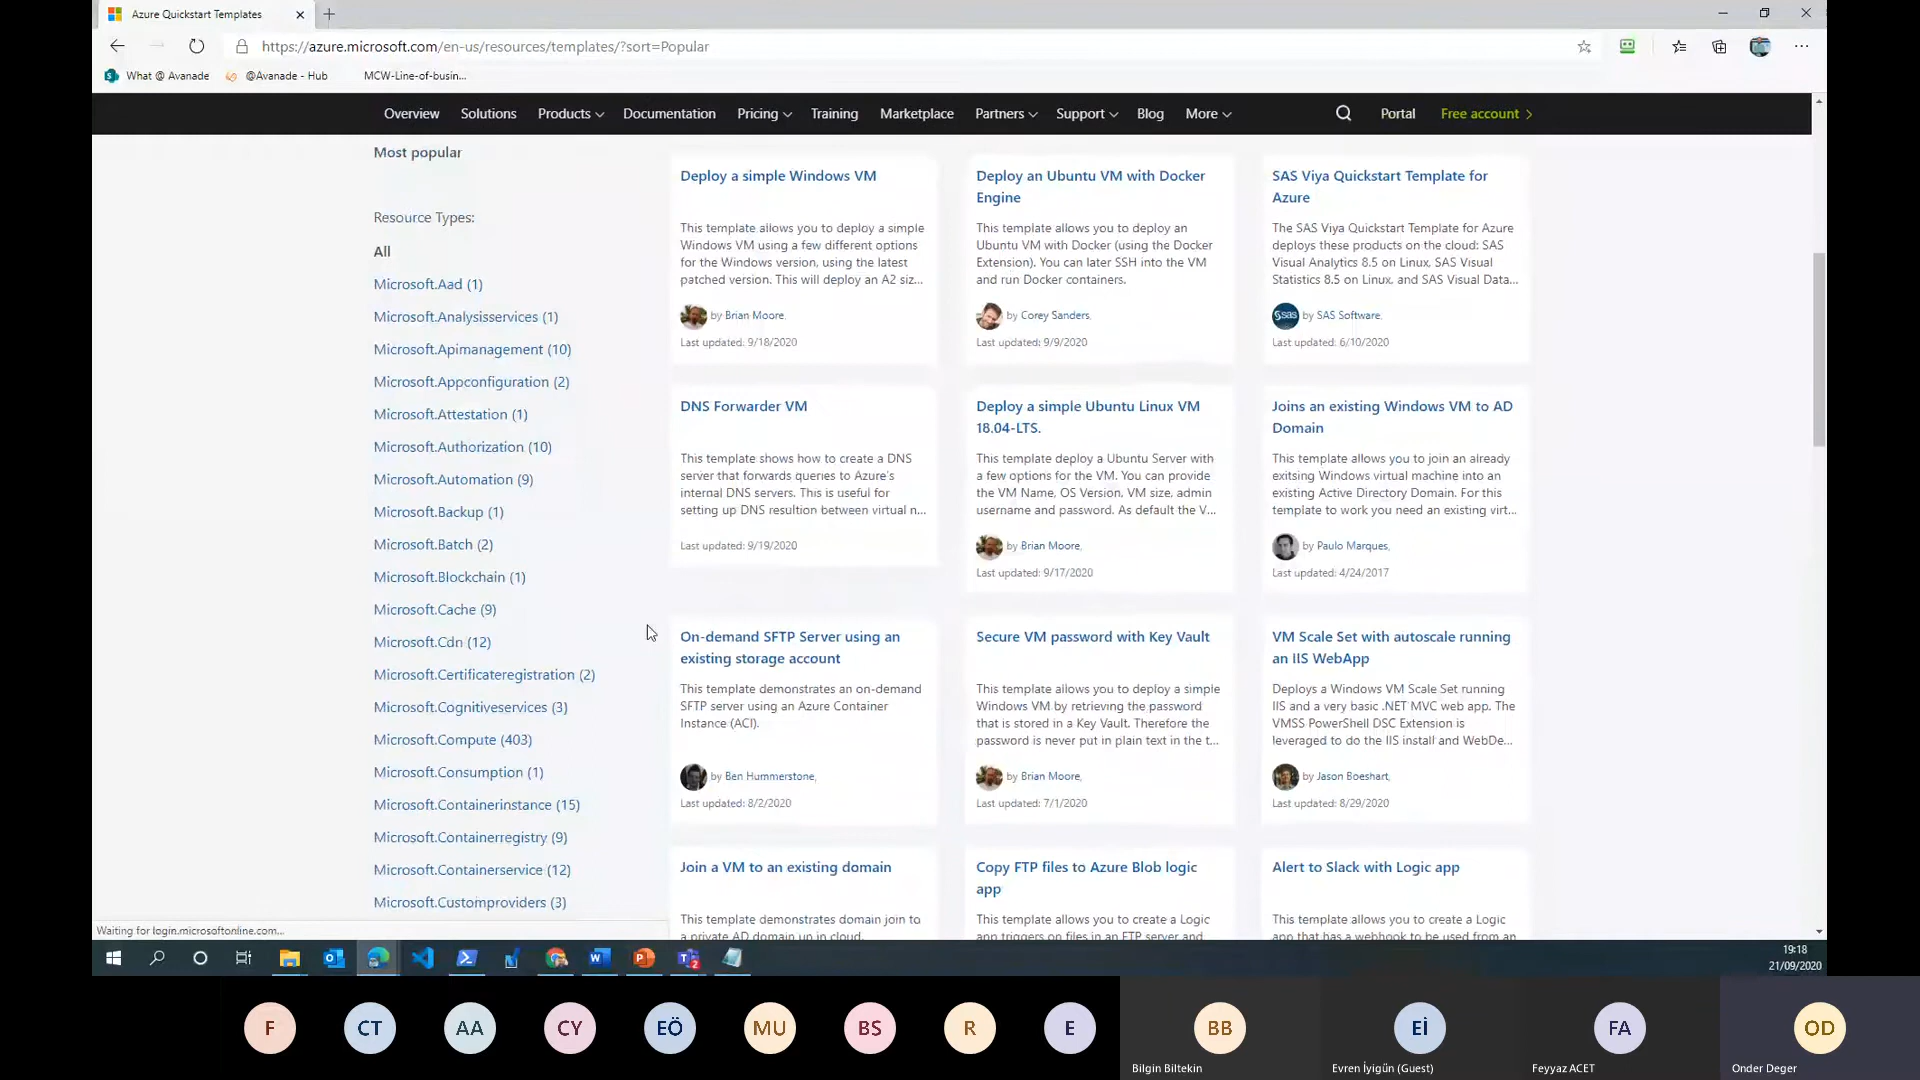 Azure Quickstart Templates
https://azure.microsoft.com/en-us/resources/templates/?sort=Popular
What @ Avanade
@Avanade - Hub
MCW-Line-of-busin...
Overview
Solutions
Products
Documentation
Pricing
Training
Marketplace
Partners
Support
Blog
More
Portal
Free account
Most popular
Resource Types:
All
Microsoft.Aad (1)
Microsoft.Analysisservices (1)
Microsoft.Apimanagement (10)
Microsoft.Appconfiguration (2)
Microsoft.Attestation (1)
Microsoft.Authorization (10)
Microsoft.Automation (9)
Microsoft.Backup (1)
Microsoft.Batch (2)
Microsoft.Blockchain (1)
Microsoft.Cache (9)
Microsoft.Cdn (12)
Microsoft.Certificateregistration (2)
Microsoft.Cognitiveservices (3)
Microsoft.Compute (403)
Microsoft.Consumption (1)
Microsoft.Containerinstance (15)
Microsoft.Containerregistry (9)
Microsoft.Containerservice (12)
Microsoft.Customproviders (3)
Deploy a simple Windows VM
This template allows you to deploy a simple
Windows VM using a few different options
for the Windows version, using the latest
patched version. This will deploy an A2 siz...
by Brian Moore,
Last updated: 9/18/2020
Deploy an Ubuntu VM with Docker
Engine
This template allows you to deploy an
Ubuntu VM with Docker (using the Docker
Extension). You can later SSH into the VM
and run Docker containers.
by Corey Sanders,
Last updated: 9/9/2020
SAS Viya Quickstart Template for
Azure
The SAS Viya Quickstart Template for Azure
deploys these products on the cloud: SAS
Visual Analytics 8.5 on Linux, SAS Visual
Statistics 8.5 on Linux, and SAS Visual Data...
by SAS Software,
Last updated: 6/10/2020
DNS Forwarder VM
This template shows how to create a DNS
server that forwards queries to Azure's
internal DNS servers. This is useful for
setting up DNS resultion between virtual n...
Last updated: 9/19/2020
Deploy a simple Ubuntu Linux VM
18.04-LTS.
This template deploy a Ubuntu Server with
a few options for the VM. You can provide
the VM Name, OS Version, VM size, admin
username and password. As default the V...
by Brian Moore,
Last updated: 9/17/2020
Joins an existing Windows VM to AD
Domain
This template allows you to join an already
exitsing Windows virtual machine into an
existing Active Directory Domain. For this
template to work you need an existing virt...
by Paulo Marques,
Last updated: 4/24/2017
On-demand SFTP Server using an
existing storage account
This template demonstrates an on-demand
SFTP server using an Azure Container
Instance (ACI).
by Ben Hummerstone,
Last updated: 8/2/2020
Secure VM password with Key Vault
This template allows you to deploy a simple
Windows VM by retrieving the password
that is stored in a Key Vault. Therefore the
password is never put in plain text in the t...
by Brian Moore,
Last updated: 7/1/2020
VM Scale Set with autoscale running
an IIS WebApp
Deploys a Windows VM Scale Set running
IIS and a very basic .NET MVC web app. The
VMSS PowerShell DSC Extension is
leveraged to do the IIS install and WebDe...
by Jason Boeshart,
Last updated: 8/29/2020
Join a VM to an existing domain
This template demonstrates domain join to
a private AD domain up in cloud.
Copy FTP files to Azure Blob logic
app
This template allows you to create a Logic
app triggers on files in an FTP server and
Alert to Slack with Logic app
This template allows you to create a Logic
app that has a webhook to be used from an
Waiting for login.microsoftonline.com...
19:18
21/09/2020
F
CT
AA
CY
EÖ
MU
BS
R
E
BB
Eİ
FA
OD
Bilgin Biltekin
Evren İyigün (Guest)
Feyyaz ACET
Onder Deger